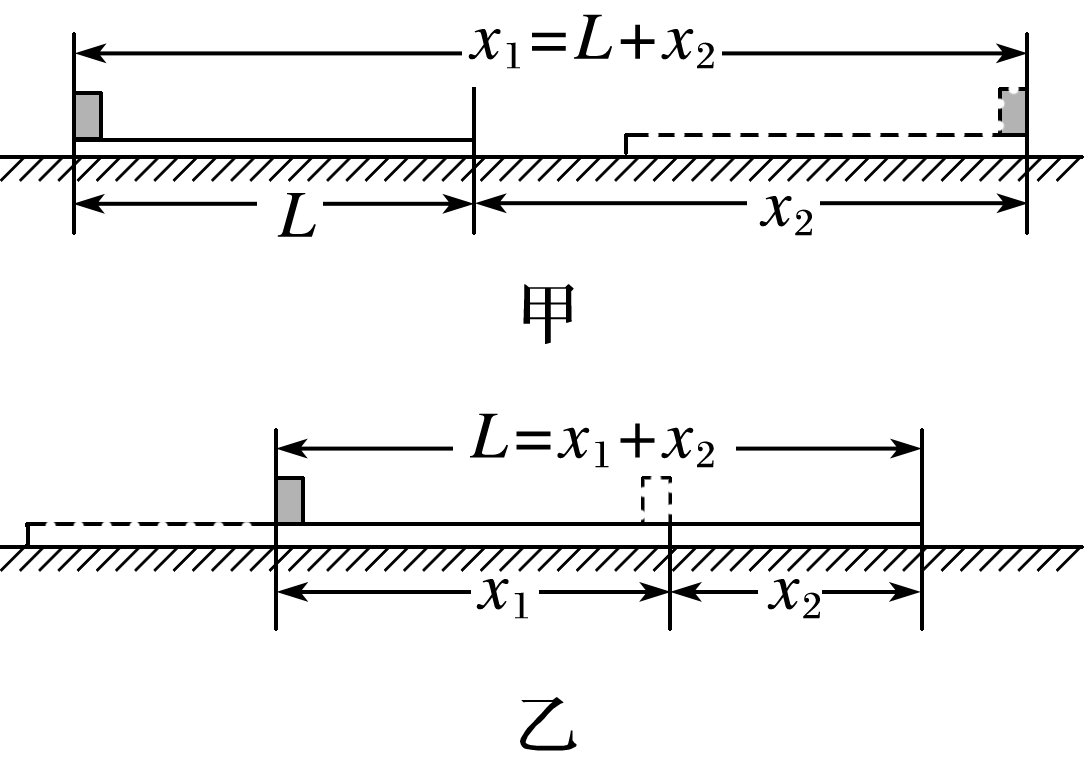 x₁=L+x₂
L
x₂
甲
L=x₁+x₂
x₁
x₂
乙